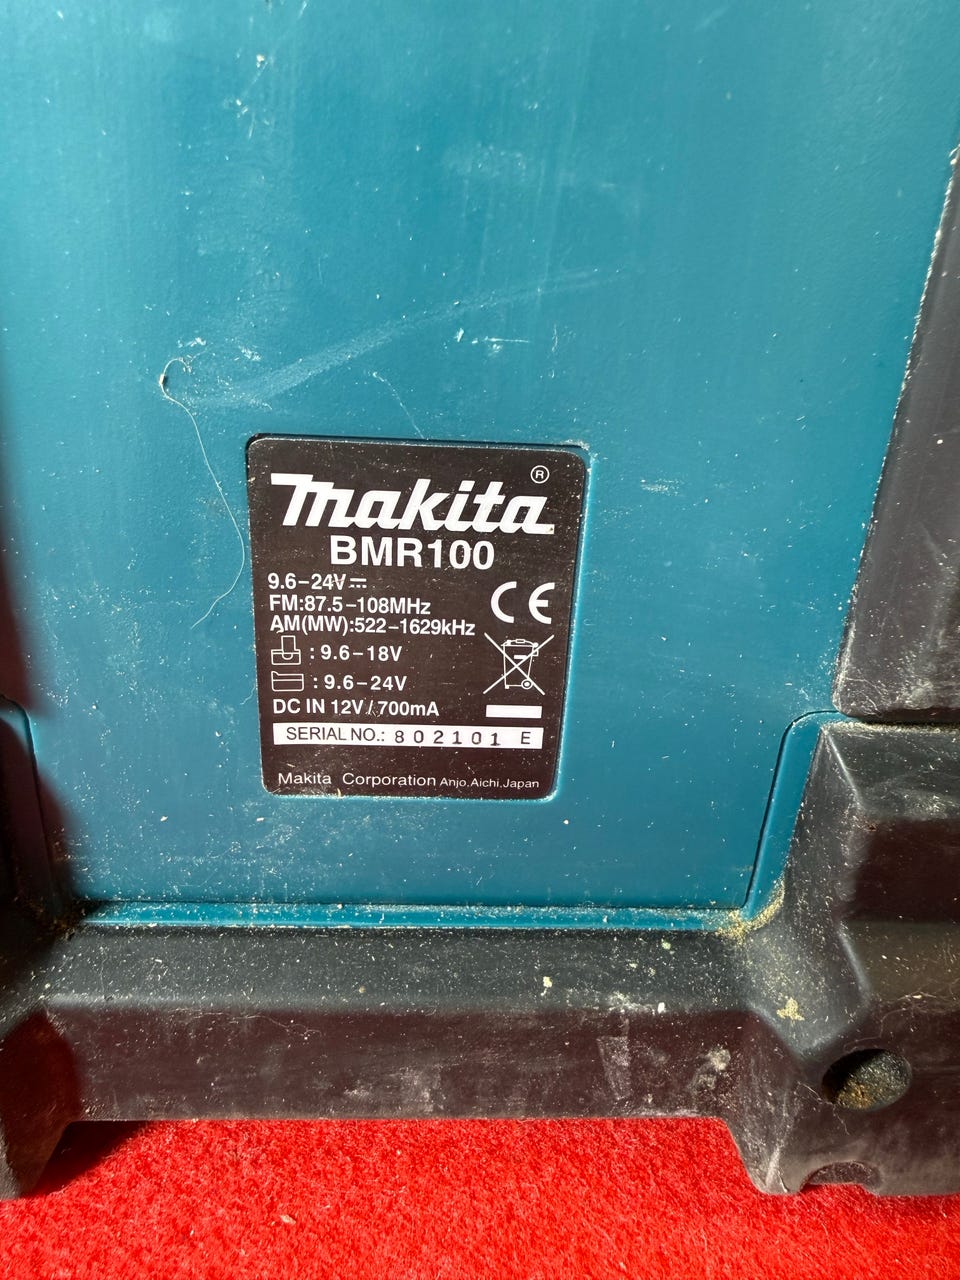 makita®
BMR100
9.6-24V
FM:87.5-108MHz
AM(MW):522-1629kHz
CE
: 9.6-18V
: 9.6-24V
DC IN 12V / 700mA
SERIAL NO.: 802101 E
Makita Corporation Anjo,Aichi,Japan